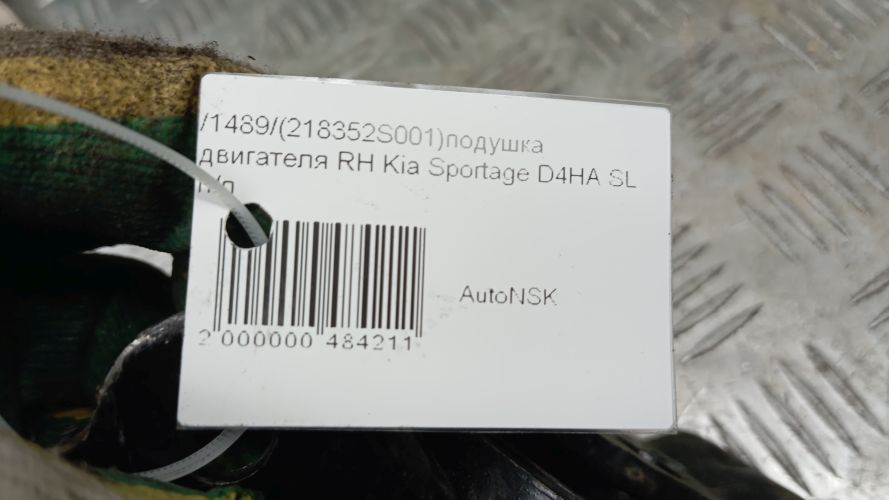 /1489/(218352S001)подушка
двигателя RH Kia Sportage D4HA SL
AutoNSK
2 000000 484211